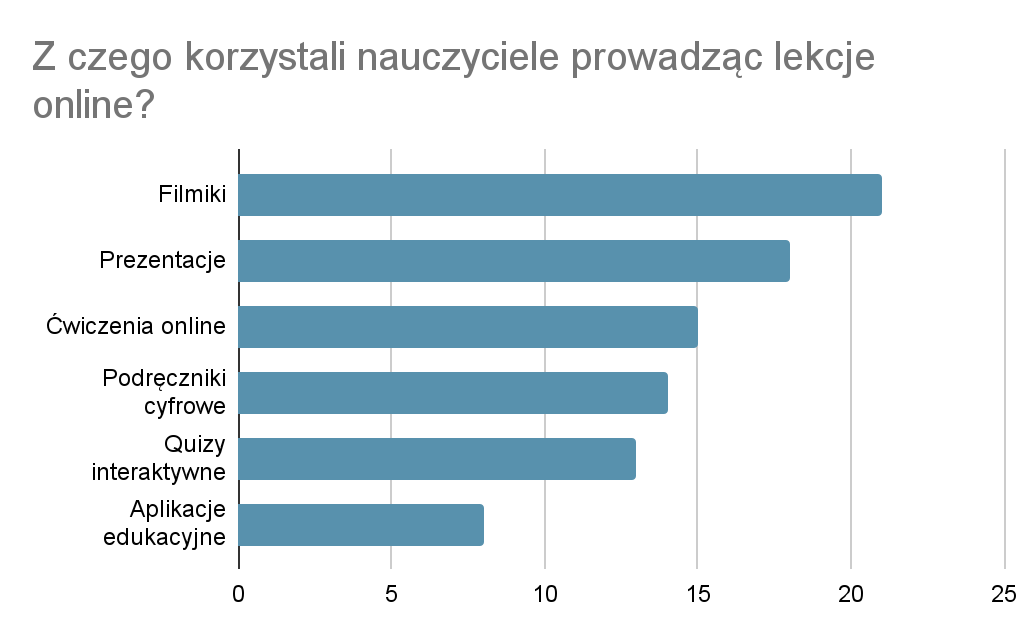 Z czego korzystali nauczyciele prowadząc lekcje
online?
Filmiki
Prezentacje
Ćwiczenia online
Podręczniki
cyfrowe
Quizy
interaktywne
Aplikacje
edukacyjne
0 5 10 15 20 25